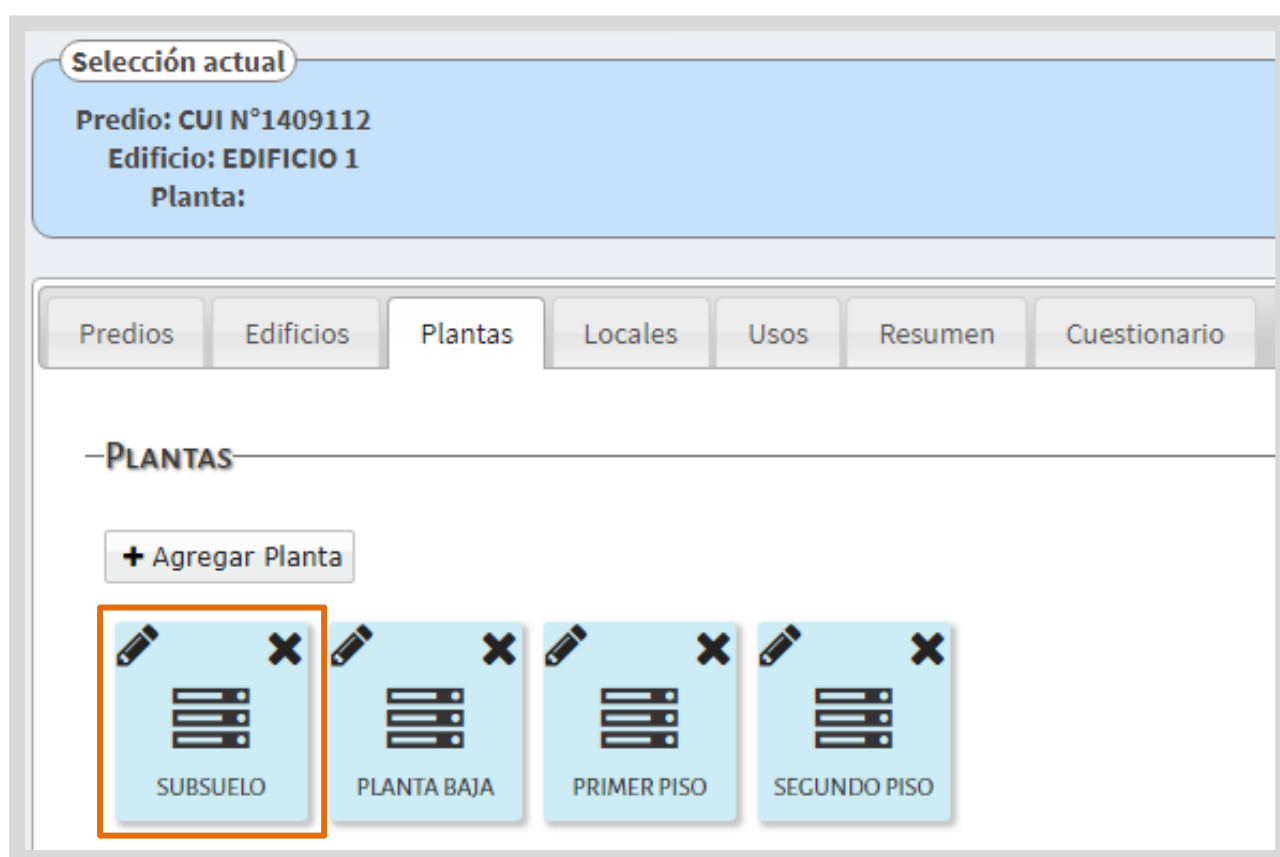 Selección actual
Predio: CUI N°1409112
Edificio: EDIFICIO 1
Planta:
Predios Edificios Plantas Locales Usos Resumen Cuestionario
PLANTAS
+ Agregar Planta
SUBSUELO PLANTA BAJA PRIMER PISO SEGUNDO PISO